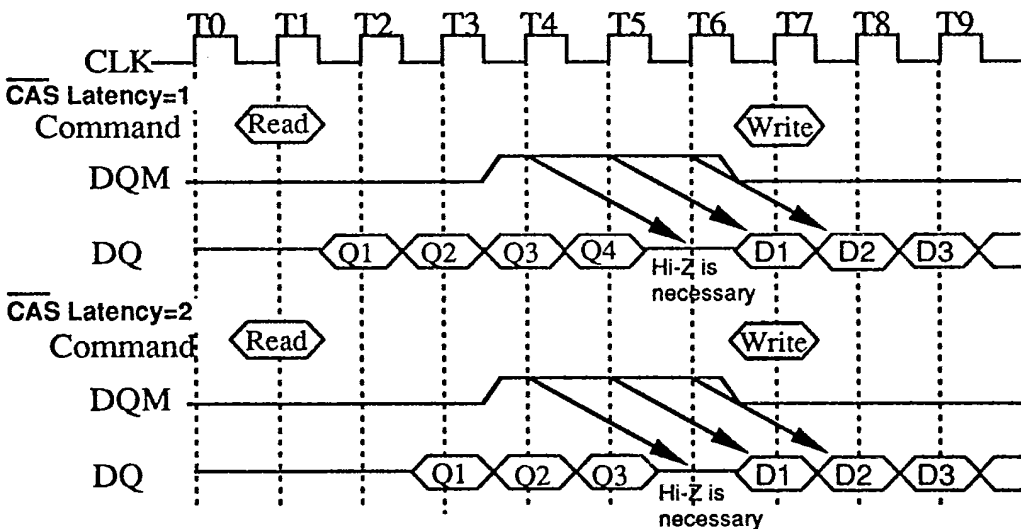 T0 T1 T2 T3 T4 T5 T6 T7 T8 T9
CLK
CAS Latency=1
Command Read Write
DQM
DQ Q1 Q2 Q3 Q4 D1 D2 D3
Hi-Z is
necessary
CAS Latency=2
Command Read Write
DQM
DQ Q1 Q2 Q3 D1 D2 D3
Hi-Z is
necessary